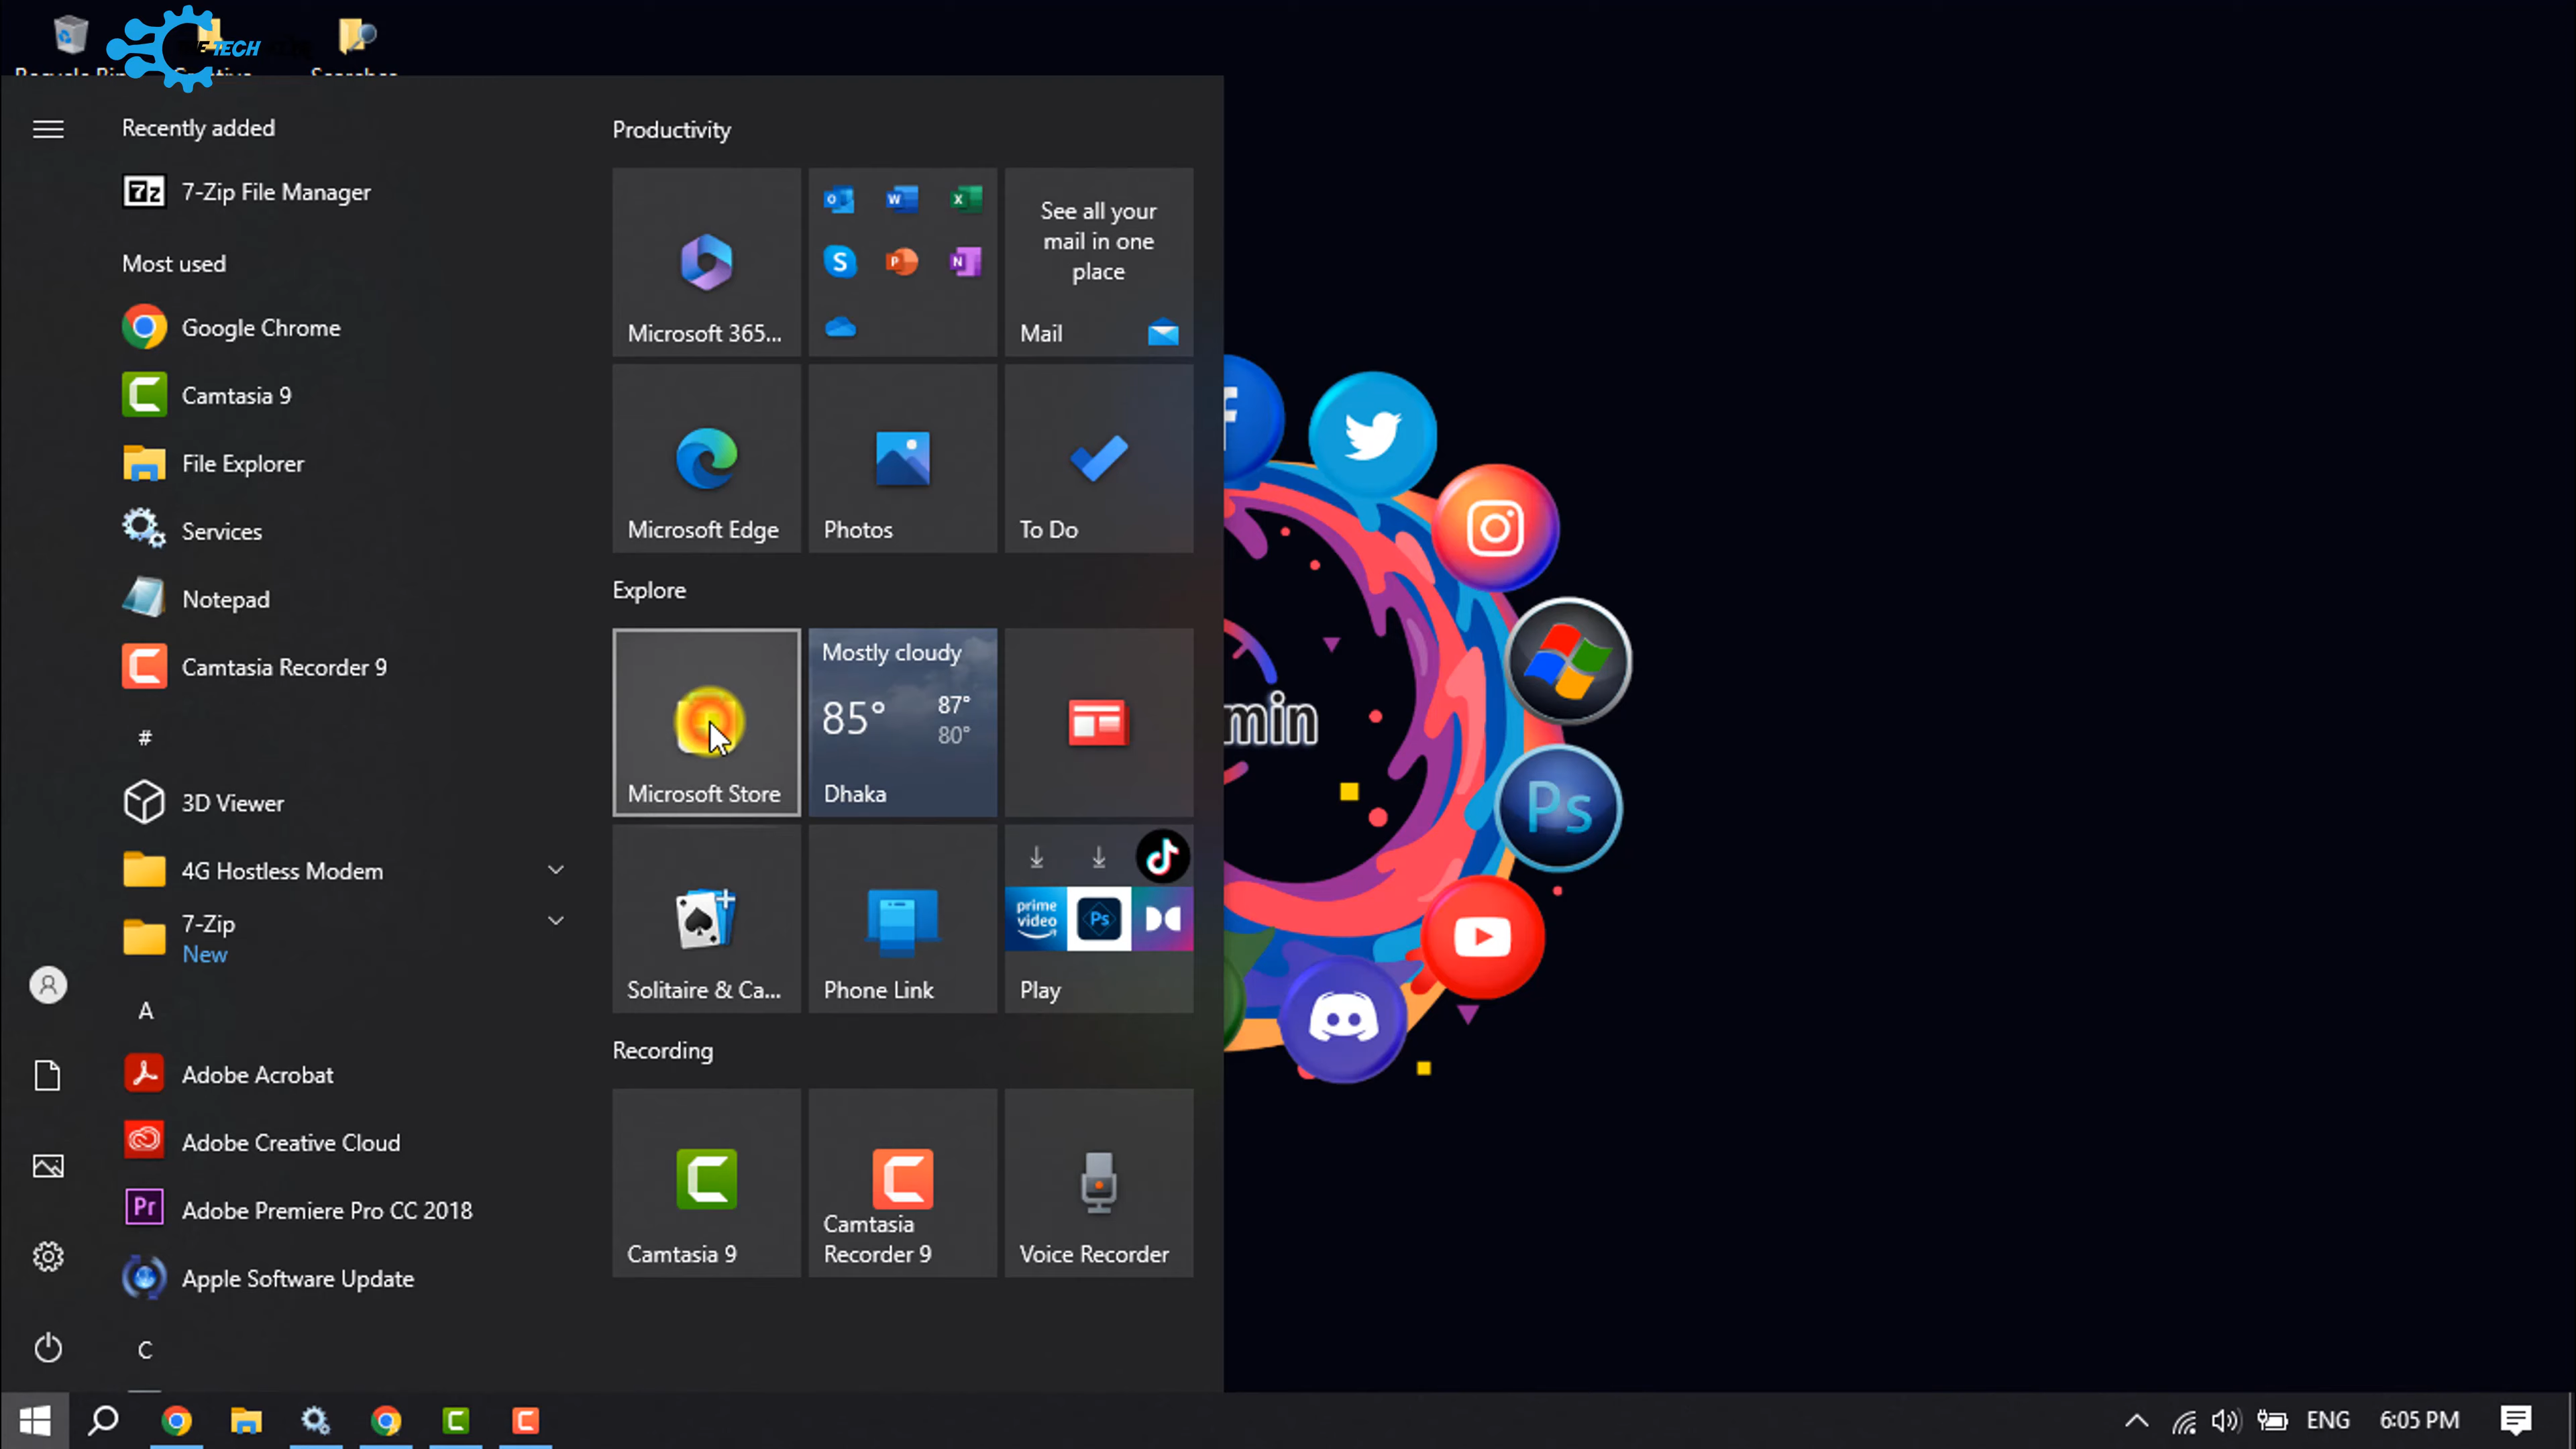 TECH
Recently added
7-Zip File Manager
Most used
Google Chrome
Camtasia 9
File Explorer
Services
Notepad
Camtasia Recorder 9
#
3D Viewer
4G Hostless Modem
7-Zip
New
A
Adobe Acrobat
Adobe Creative Cloud
Adobe Premiere Pro CC 2018
Apple Software Update
C
Productivity
Microsoft 365...
See all your
mail in one
place
Mail
Microsoft Edge
Photos
To Do
Explore
Microsoft Store
Mostly cloudy
85°
87°
80°
Dhaka
Solitaire & Ca...
Phone Link
prime
video
Ps
Play
Recording
Camtasia 9
Camtasia
Recorder 9
Voice Recorder
min
Ps
ENG
6:05 PM